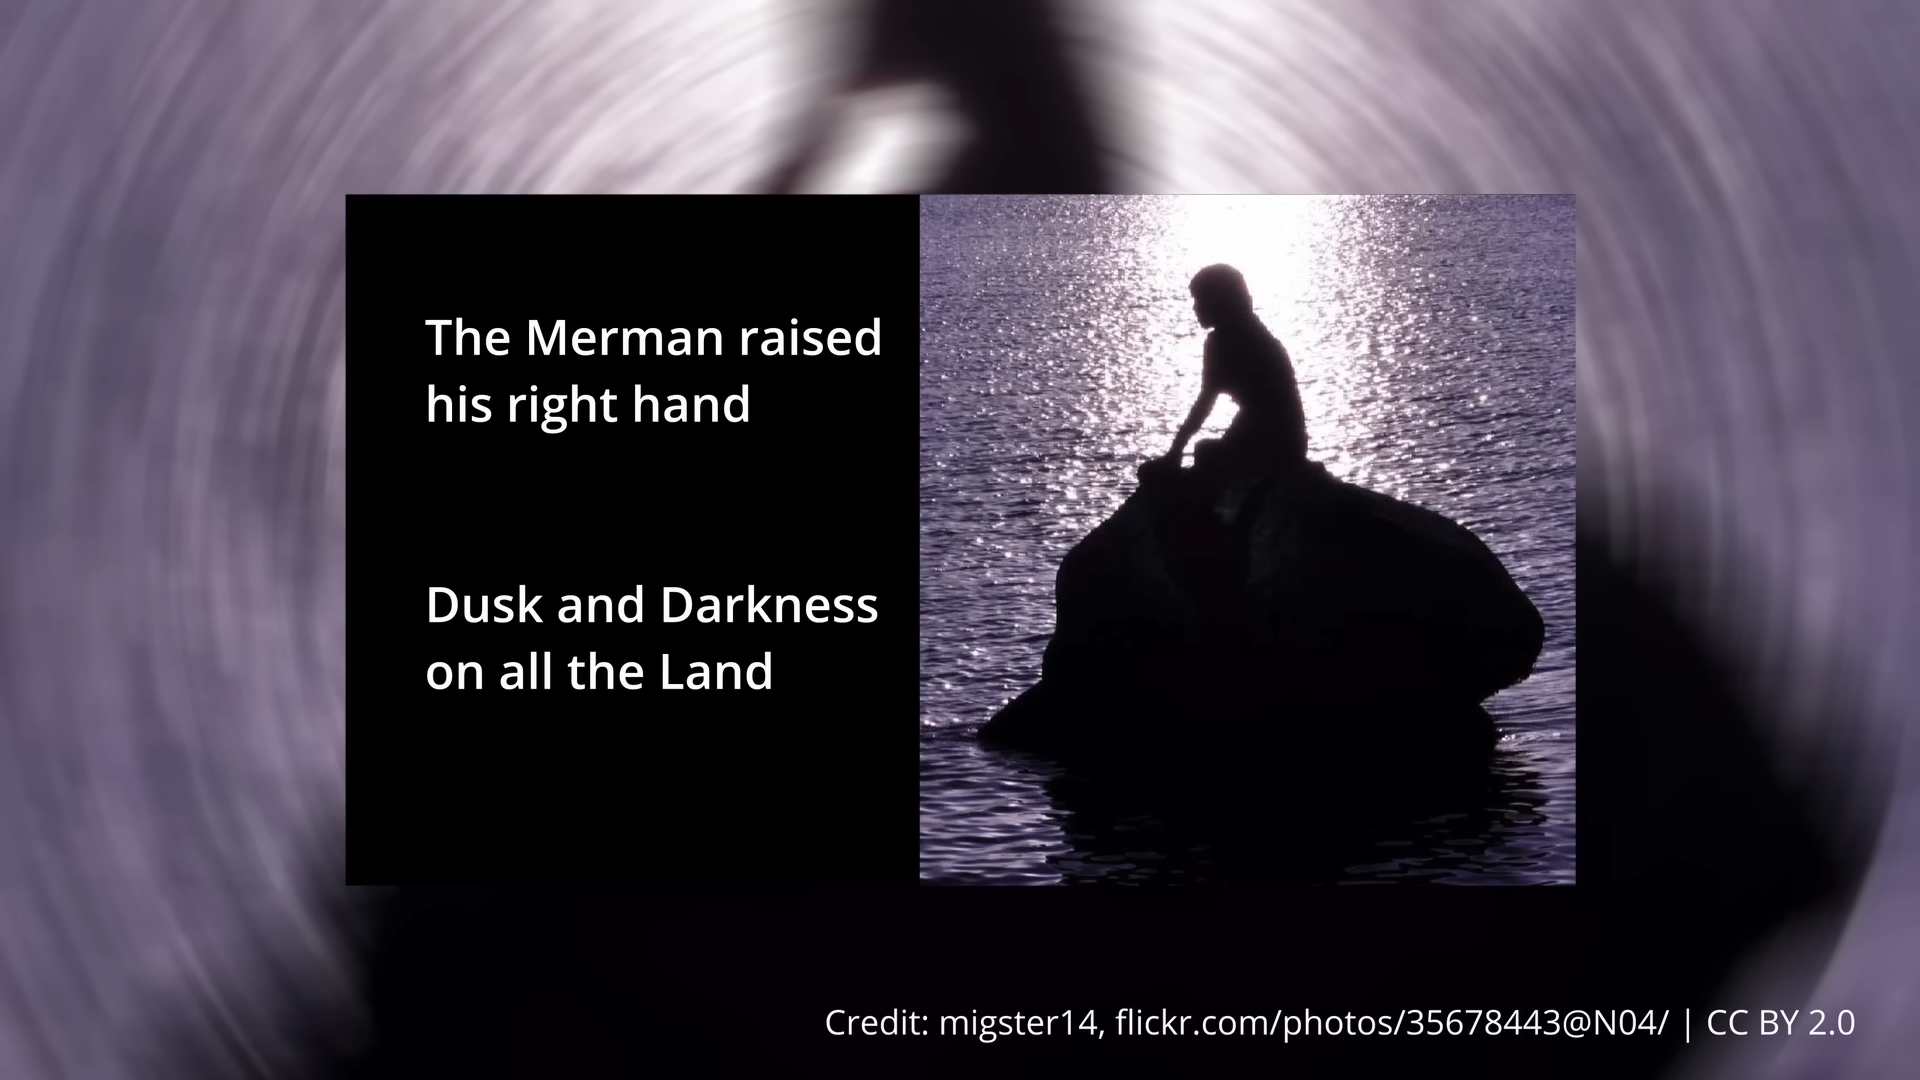 The Merman raised
his right hand
Dusk and Darkness
on all the Land
Credit: migster14, flickr.com/photos/35678443@N04/ | CC BY 2.0